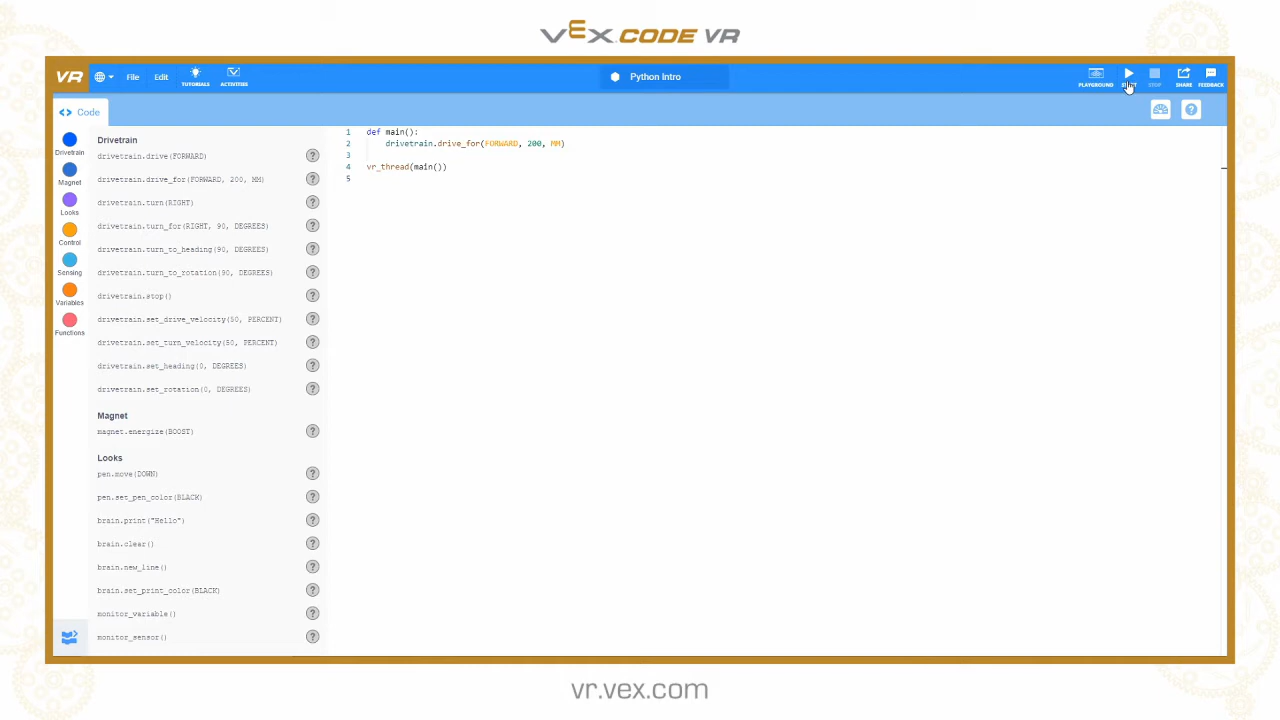 VEX CODE VR
VR File Edit TUTORIALS ACTIVITIES Python Intro PLAYGROUND START STOP SHARE FEEDBACK
<> Code ?
Drivetrain
Magnet
Looks
Control
Sensing
Variables
Functions
Drivetrain
drivetrain.drive(FORWARD) ?
drivetrain.drive_for(FORWARD, 200, MM) ?
drivetrain.turn(RIGHT) ?
drivetrain.turn_for(RIGHT, 90, DEGREES) ?
drivetrain.turn_to_heading(90, DEGREES) ?
drivetrain.turn_to_rotation(90, DEGREES) ?
drivetrain.stop() ?
drivetrain.set_drive_velocity(50, PERCENT) ?
drivetrain.set_turn_velocity(50, PERCENT) ?
drivetrain.set_heading(0, DEGREES) ?
drivetrain.set_rotation(0, DEGREES) ?
Magnet
magnet.energize(BOOST) ?
Looks
pen.move(DOWN) ?
pen.set_pen_color(BLACK) ?
brain.print("Hello") ?
brain.clear() ?
brain.new_line() ?
brain.set_print_color(BLACK) ?
monitor_variable() ?
monitor_sensor() ?
1 def main():
2 drivetrain.drive_for(FORWARD, 200, MM)
3
4 vr_thread(main())
5
vr.vex.com